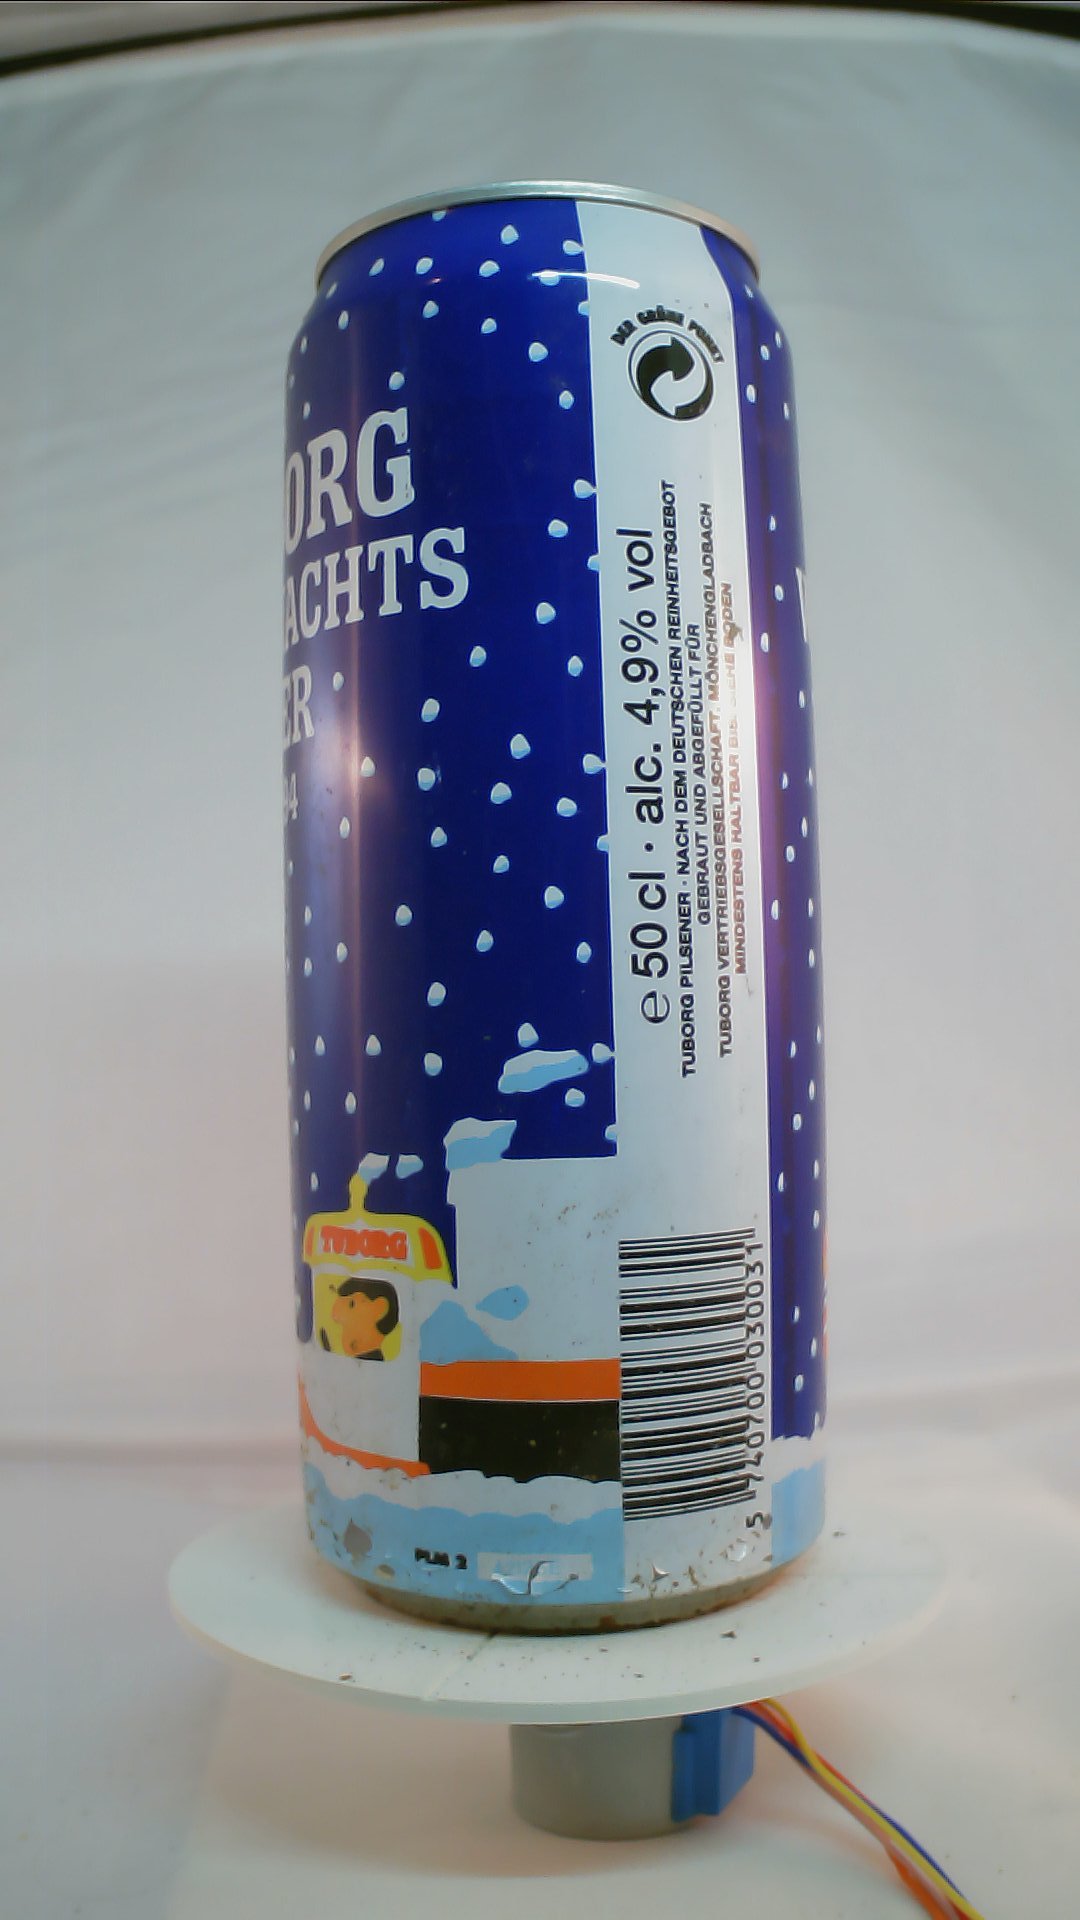 ORG
ACHTS
ER
94
DER GRÜNE PUNKT
e 50 cl · alc. 4,9% vol
TUBORG PILSENER · NACH DEM DEUTSCHEN REINHEITSGEBOT
GEBRAUT UND ABGEFÜLLT FÜR
TUBORG VERTRIEBSGESELLSCHAFT, MÖNCHENGLADBACH
MINDESTENS HALTBAR BIS: SIEHE BODEN
TUBORG
5 740700 030031
PLM 2